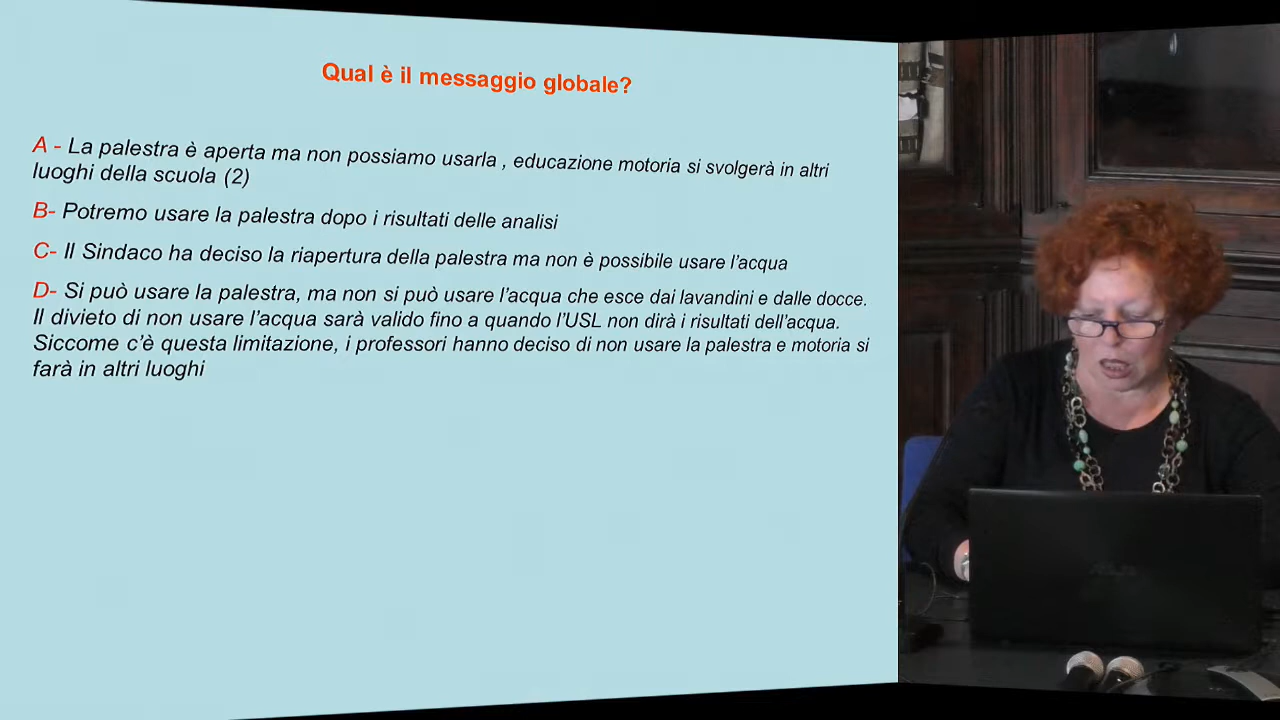 Qual è il messaggio globale?
A - La palestra è aperta ma non possiamo usarla , educazione motoria si svolgerà in altri
luoghi della scuola (2)
B- Potremo usare la palestra dopo i risultati delle analisi
C- Il Sindaco ha deciso la riapertura della palestra ma non è possibile usare l'acqua
D- Si può usare la palestra, ma non si può usare l'acqua che esce dai lavandini e dalle docce.
Il divieto di non usare l'acqua sarà valido fino a quando l'USL non dirà i risultati dell'acqua.
Siccome c'è questa limitazione, i professori hanno deciso di non usare la palestra e motoria si
farà in altri luoghi